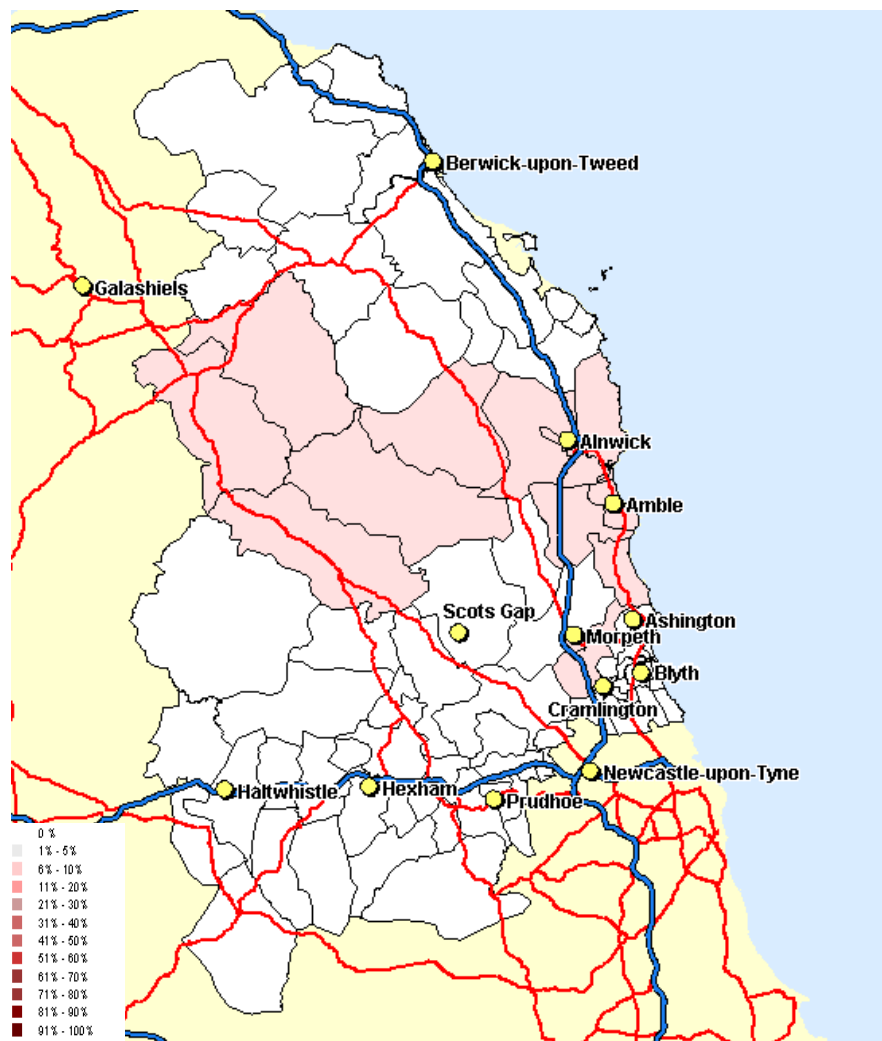 Berwick-upon-Tweed
Galashiels
Alnwick
Amble
Scots Gap
Ashington
Morpeth
Blyth
Cramlington
Newcastle-upon-Tyne
Haltwhistle
Hexham
Prudhoe
0 %
1% - 5%
6% - 10%
11% - 20%
21% - 30%
31% - 40%
41% - 50%
51% - 60%
61% - 70%
71% - 80%
81% - 90%
91% - 100%